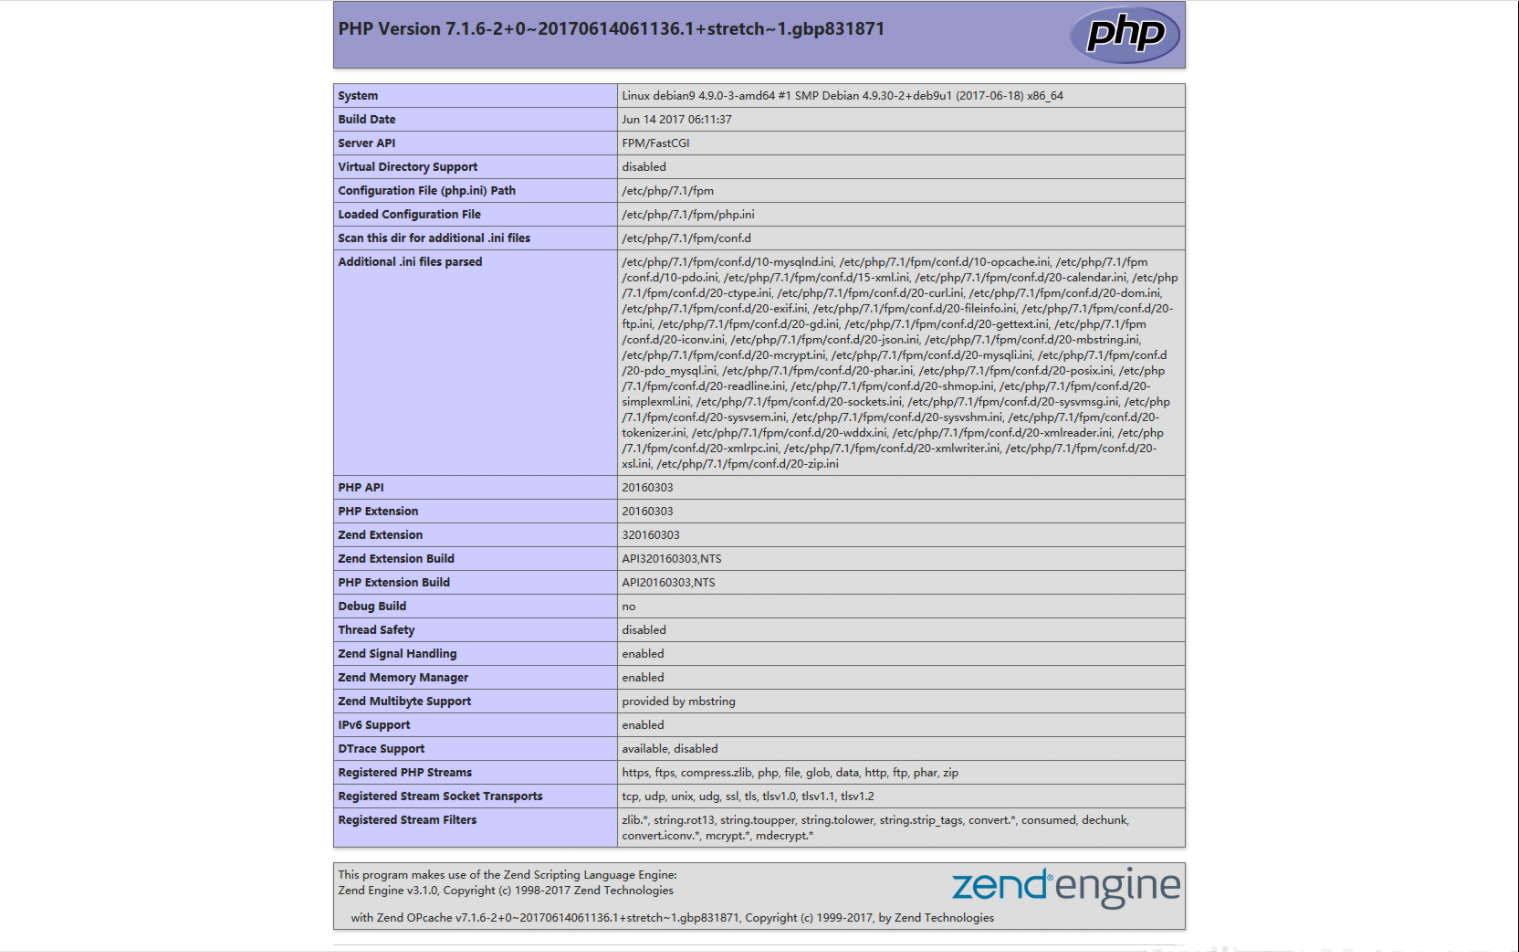 PHP Version 7.1.6-2+0~20170614061136.1+stretch~1.gbp831871
php
System Linux debian9 4.9.0-3-amd64 #1 SMP Debian 4.9.30-2+deb9u1 (2017-06-18) x86_64
Build Date Jun 14 2017 06:11:37
Server API FPM/FastCGI
Virtual Directory Support disabled
Configuration File (php.ini) Path /etc/php/7.1/fpm
Loaded Configuration File /etc/php/7.1/fpm/php.ini
Scan this dir for additional .ini files /etc/php/7.1/fpm/conf.d
Additional .ini files parsed /etc/php/7.1/fpm/conf.d/10-mysqlnd.ini, /etc/php/7.1/fpm/conf.d/10-opcache.ini, /etc/php/7.1/fpm
/conf.d/10-pdo.ini, /etc/php/7.1/fpm/conf.d/15-xml.ini, /etc/php/7.1/fpm/conf.d/20-calendar.ini, /etc/php
/7.1/fpm/conf.d/20-ctype.ini, /etc/php/7.1/fpm/conf.d/20-curl.ini, /etc/php/7.1/fpm/conf.d/20-dom.ini,
/etc/php/7.1/fpm/conf.d/20-exif.ini, /etc/php/7.1/fpm/conf.d/20-fileinfo.ini, /etc/php/7.1/fpm/conf.d/20-
ftp.ini, /etc/php/7.1/fpm/conf.d/20-gd.ini, /etc/php/7.1/fpm/conf.d/20-gettext.ini, /etc/php/7.1/fpm
/conf.d/20-iconv.ini, /etc/php/7.1/fpm/conf.d/20-json.ini, /etc/php/7.1/fpm/conf.d/20-mbstring.ini,
/etc/php/7.1/fpm/conf.d/20-mcrypt.ini, /etc/php/7.1/fpm/conf.d/20-mysqli.ini, /etc/php/7.1/fpm/conf.d
/20-pdo_mysql.ini, /etc/php/7.1/fpm/conf.d/20-phar.ini, /etc/php/7.1/fpm/conf.d/20-posix.ini, /etc/php
/7.1/fpm/conf.d/20-readline.ini, /etc/php/7.1/fpm/conf.d/20-shmop.ini, /etc/php/7.1/fpm/conf.d/20-
simplexml.ini, /etc/php/7.1/fpm/conf.d/20-sockets.ini, /etc/php/7.1/fpm/conf.d/20-sysvmsg.ini, /etc/php
/7.1/fpm/conf.d/20-sysvsem.ini, /etc/php/7.1/fpm/conf.d/20-sysvshm.ini, /etc/php/7.1/fpm/conf.d/20-
tokenizer.ini, /etc/php/7.1/fpm/conf.d/20-wddx.ini, /etc/php/7.1/fpm/conf.d/20-xmlreader.ini, /etc/php
/7.1/fpm/conf.d/20-xmlrpc.ini, /etc/php/7.1/fpm/conf.d/20-xmlwriter.ini, /etc/php/7.1/fpm/conf.d/20-
xsl.ini, /etc/php/7.1/fpm/conf.d/20-zip.ini
PHP API 20160303
PHP Extension 20160303
Zend Extension 320160303
Zend Extension Build API320160303,NTS
PHP Extension Build API20160303,NTS
Debug Build no
Thread Safety disabled
Zend Signal Handling enabled
Zend Memory Manager enabled
Zend Multibyte Support provided by mbstring
IPv6 Support enabled
DTrace Support available, disabled
Registered PHP Streams https, ftps, compress.zlib, php, file, glob, data, http, ftp, phar, zip
Registered Stream Socket Transports tcp, udp, unix, udg, ssl, tls, tlsv1.0, tlsv1.1, tlsv1.2
Registered Stream Filters zlib.*, string.rot13, string.toupper, string.tolower, string.strip_tags, convert.*, consumed, dechunk,
convert.iconv.*, mcrypt.*, mdecrypt.*
This program makes use of the Zend Scripting Language Engine:
Zend Engine v3.1.0, Copyright (c) 1998-2017 Zend Technologies
with Zend OPcache v7.1.6-2+0~20170614061136.1+stretch~1.gbp831871, Copyright (c) 1999-2017, by Zend Technologies
zend® engine